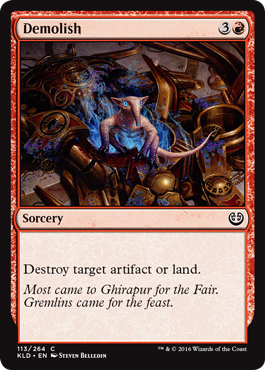 Demolish 3
Sorcery
Destroy target artifact or land.
Most came to Ghirapur for the Fair.
Gremlins came for the feast.
113/264 C
KLD • EN Steven Belledin
™ & © 2016 Wizards of the Coast